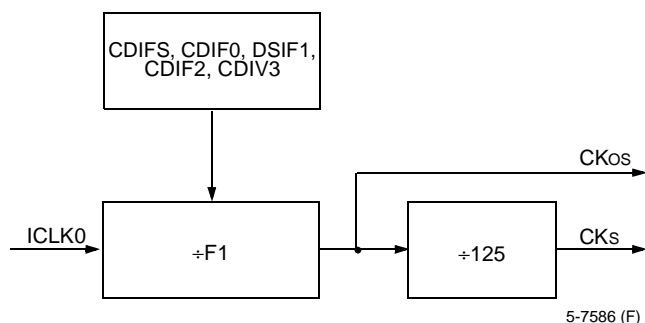 CDIFS, CDIF0, DSIF1,
CDIF2, CDIV3
CKOS
ICLK0
÷F1
÷125
CKS
5-7586 (F)